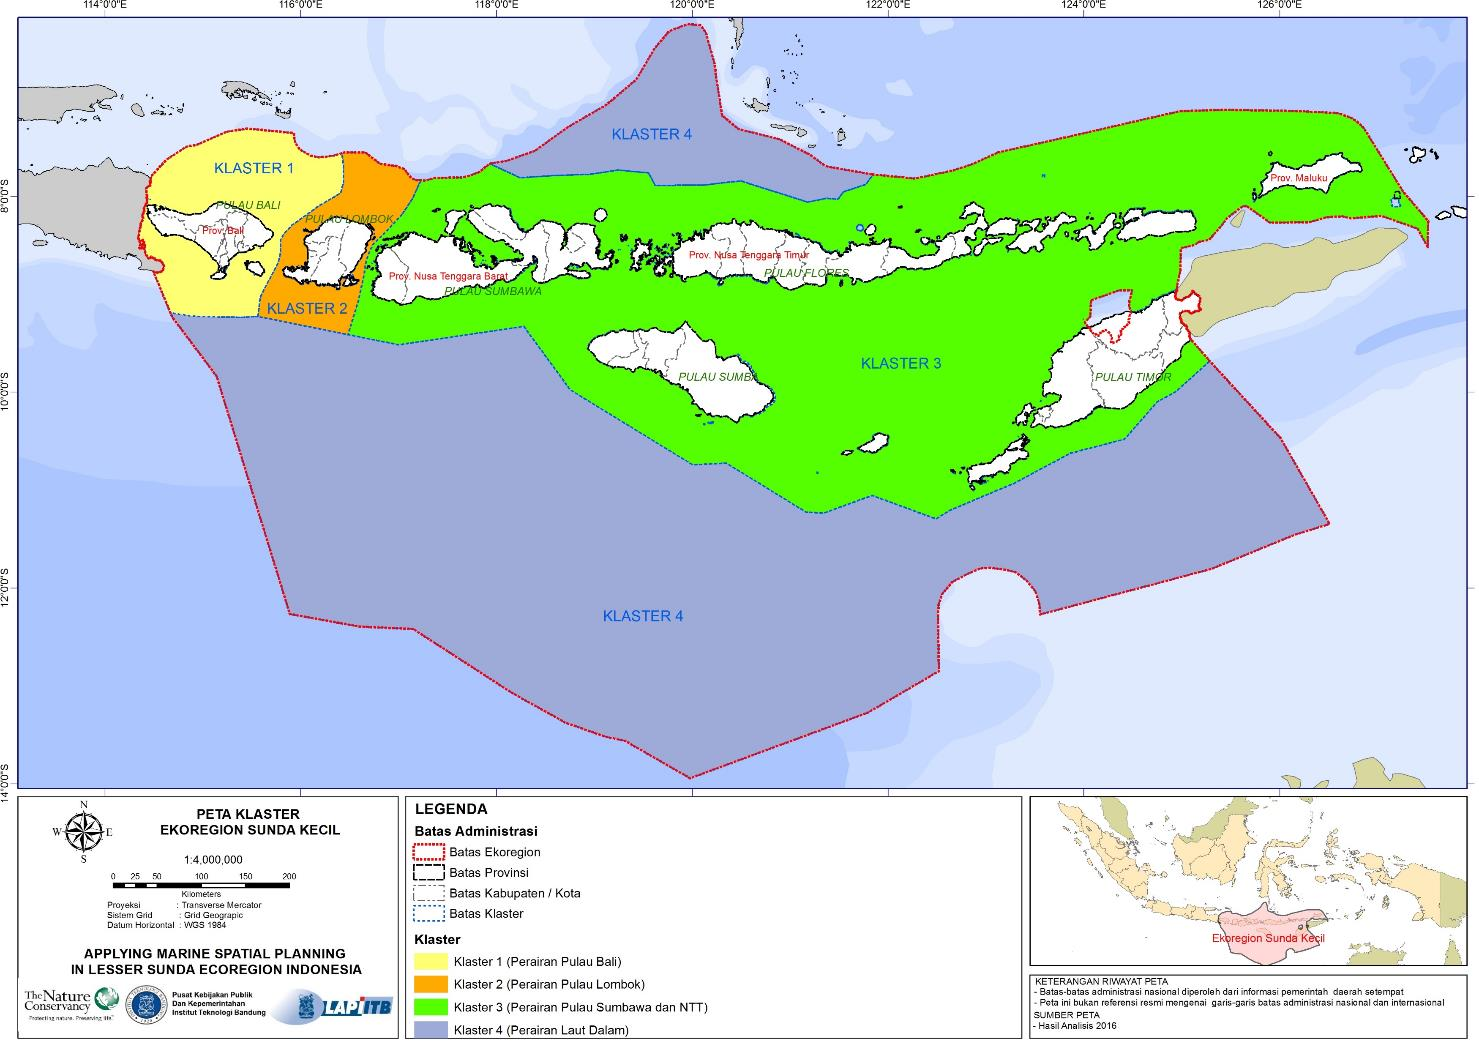 114°0'0"E 116°0'0"E 118°0'0"E 120°0'0"E 122°0'0"E 124°0'0"E 126°0'0"E
8°0'0"S
10°0'0"S
12°0'0"S
14°0'0"S
KLASTER 4
KLASTER 1
Prov. Maluku
PULAU BALI
PULAU LOMBOK
Prov. Bali
Prov. Nusa Tenggara Timur
PULAU FLORES
Prov. Nusa Tenggara Barat
PULAU SUMBAWA
KLASTER 2
KLASTER 3
PULAU SUMBA
PULAU TIMOR
KLASTER 4
N
W E
S
PETA KLASTER
EKOREGION SUNDA KECIL
1:4,000,000
0 25 50 100 150 200
Kilometers
Proyeksi : Transverse Mercator
Sistem Grid : Grid Geograpic
Datum Horizontal : WGS 1984
APPLYING MARINE SPATIAL PLANNING
IN LESSER SUNDA ECOREGION INDONESIA
The Nature
Conservancy
Protecting nature. Preserving life.
Pusat Kebijakan Publik
Dan Kepemerintahan
Institut Teknologi Bandung
LAPI ITB
LEGENDA
Batas Administrasi
Batas Ekoregion
Batas Provinsi
Batas Kabupaten / Kota
Batas Klaster
Klaster
Klaster 1 (Perairan Pulau Bali)
Klaster 2 (Perairan Pulau Lombok)
Klaster 3 (Perairan Pulau Sumbawa dan NTT)
Klaster 4 (Perairan Laut Dalam)
Ekoregion Sunda Kecil
KETERANGAN RIWAYAT PETA
- Batas-batas administrasi nasional diperoleh dari informasi pemerintah daerah setempat
- Peta ini bukan referensi resmi mengenai garis-garis batas administrasi nasional dan internasional
SUMBER PETA
- Hasil Analisis 2016